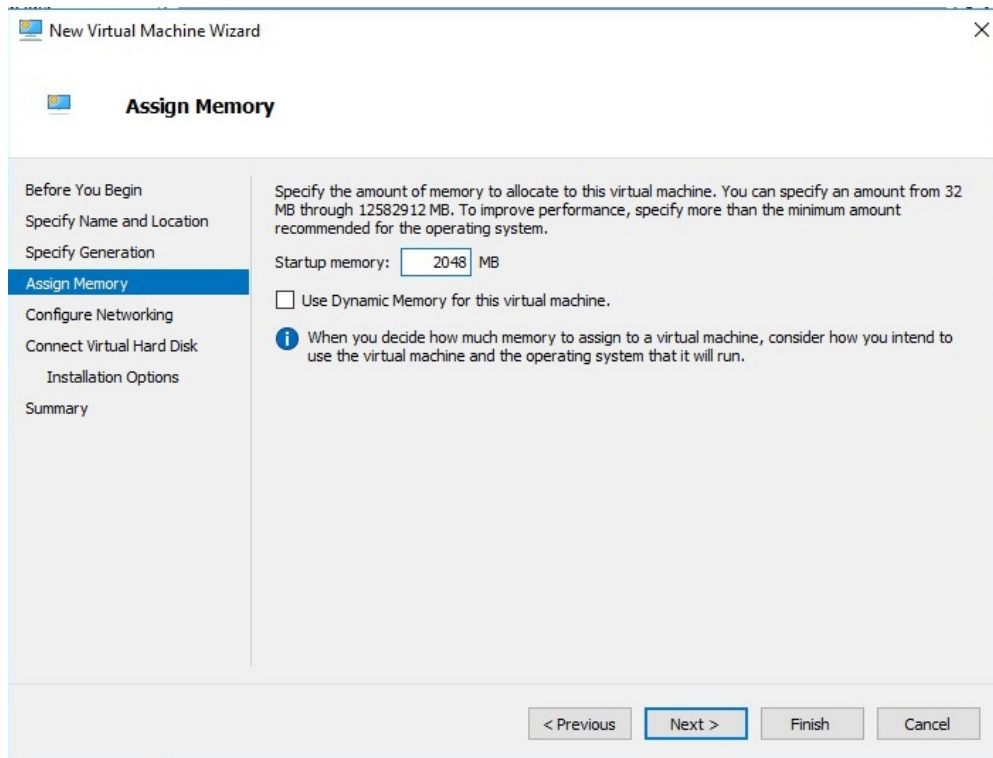 New Virtual Machine Wizard
Assign Memory
Before You Begin
Specify Name and Location
Specify Generation
Assign Memory
Configure Networking
Connect Virtual Hard Disk
Installation Options
Summary
Specify the amount of memory to allocate to this virtual machine. You can specify an amount from 32
MB through 12582912 MB. To improve performance, specify more than the minimum amount
recommended for the operating system.
Startup memory: 2048 MB
Use Dynamic Memory for this virtual machine.
When you decide how much memory to assign to a virtual machine, consider how you intend to
use the virtual machine and the operating system that it will run.
< Previous Next > Finish Cancel